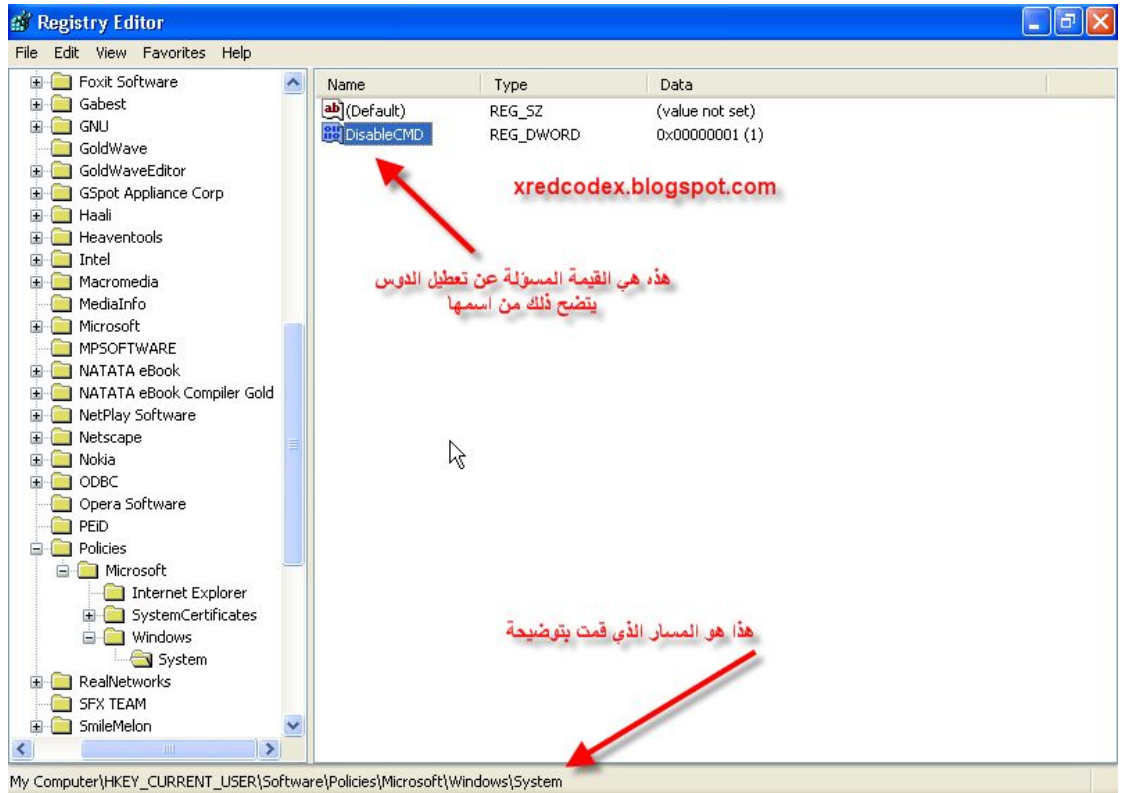 Registry Editor
File Edit View Favorites Help
Foxit Software
Gabest
GNU
GoldWave
GoldWaveEditor
GSpot Appliance Corp
Haali
Heaventools
Intel
Macromedia
MediaInfo
Microsoft
MPSOFTWARE
NATATA eBook
NATATA eBook Compiler Gold
NetPlay Software
Netscape
Nokia
ODBC
Opera Software
PEiD
Policies
Microsoft
Internet Explorer
SystemCertificates
Windows
System
RealNetworks
SFX TEAM
SmileMelon
Name Type Data
(Default) REG_SZ (value not set)
DisableCMD REG_DWORD 0x00000001 (1)
xredcodex.blogspot.com
هذه هي القيمة المسؤلة عن تعطيل الدوس
يتضح ذلك من اسمها
هذا هو المسار الذي قمت بتوضيحة
My Computer\HKEY_CURRENT_USER\Software\Policies\Microsoft\Windows\System